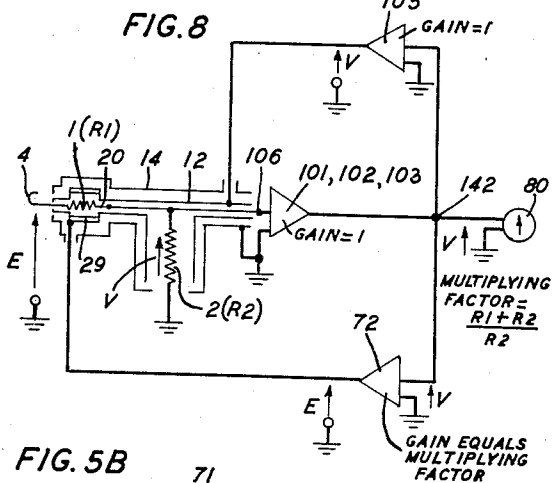 FIG.8
GAIN=1
V
1(R1)
4
20
14
12
106
101,102,103
142
80
GAIN=1
29
E
V
2(R2)
V
MULTIPLYING
FACTOR=
R1+R2
R2
72
E
V
GAIN EQUALS
MULTIPLYING
FACTOR
FIG.5B
71